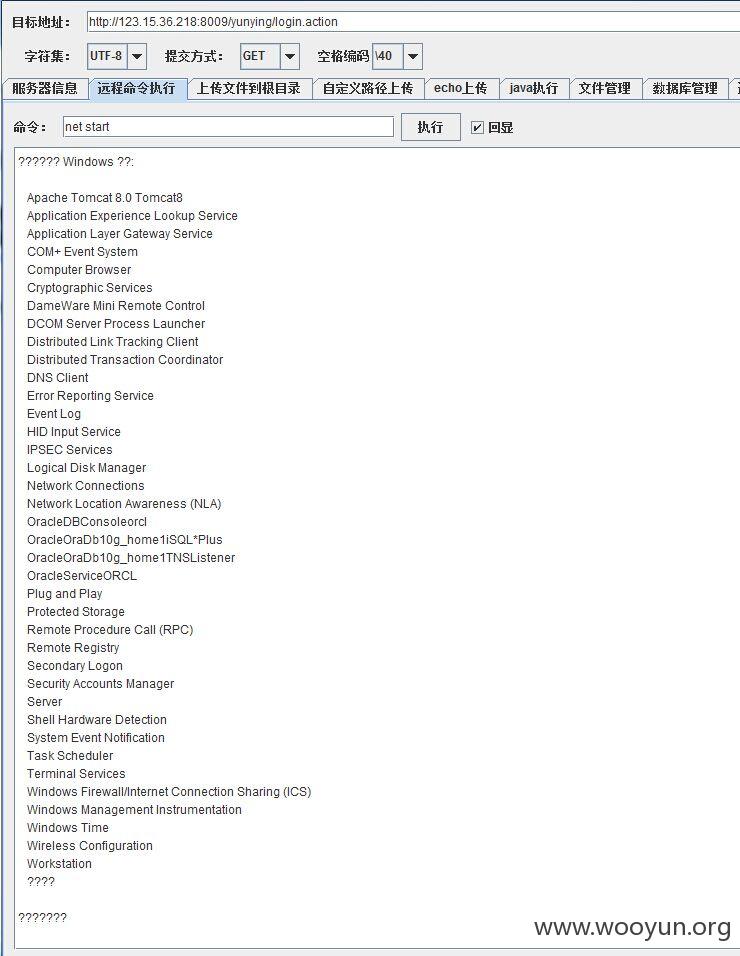 目标地址： http://123.15.36.218:8009/yunying/login.action
字符集： UTF-8 提交方式： GET 空格编码 \40
服务器信息 远程命令执行 上传文件到根目录 自定义路径上传 echo上传 java执行 文件管理 数据库管理
命令： net start 执行 回显
?????? Windows ??:
Apache Tomcat 8.0 Tomcat8
Application Experience Lookup Service
Application Layer Gateway Service
COM+ Event System
Computer Browser
Cryptographic Services
DameWare Mini Remote Control
DCOM Server Process Launcher
Distributed Link Tracking Client
Distributed Transaction Coordinator
DNS Client
Error Reporting Service
Event Log
HID Input Service
IPSEC Services
Logical Disk Manager
Network Connections
Network Location Awareness (NLA)
OracleDBConsoleorcl
OracleOraDb10g_home1iSQL*Plus
OracleOraDb10g_home1TNSListener
OracleServiceORCL
Plug and Play
Protected Storage
Remote Procedure Call (RPC)
Remote Registry
Secondary Logon
Security Accounts Manager
Server
Shell Hardware Detection
System Event Notification
Task Scheduler
Terminal Services
Windows Firewall/Internet Connection Sharing (ICS)
Windows Management Instrumentation
Windows Time
Wireless Configuration
Workstation
????
???????
www.wooyun.org